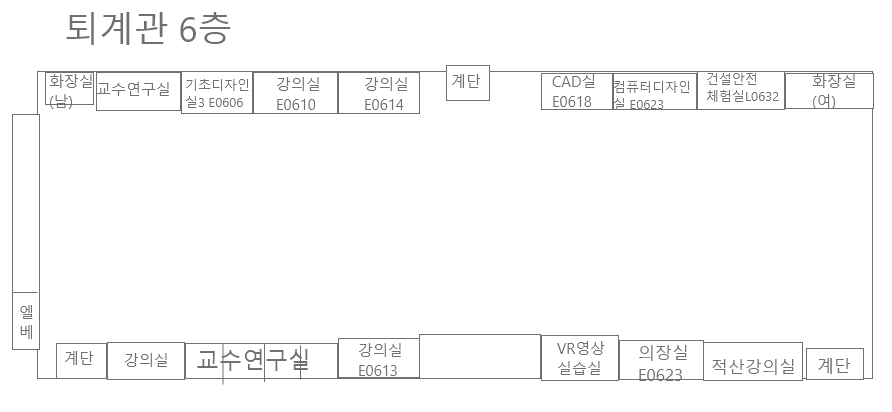 퇴계관 6층
화장실
(남)
교수연구실
기초디자인
실3 E0606
강의실
E0610
강의실
E0614
계단
CAD실
E0618
컴퓨터디자인
실 E0623
건설안전
체험실L0632
화장실
(여)
엘
베
계단
강의실
교수연구실
강의실
E0613
VR영상
실습실
의장실
E0623
적산강의실
계단